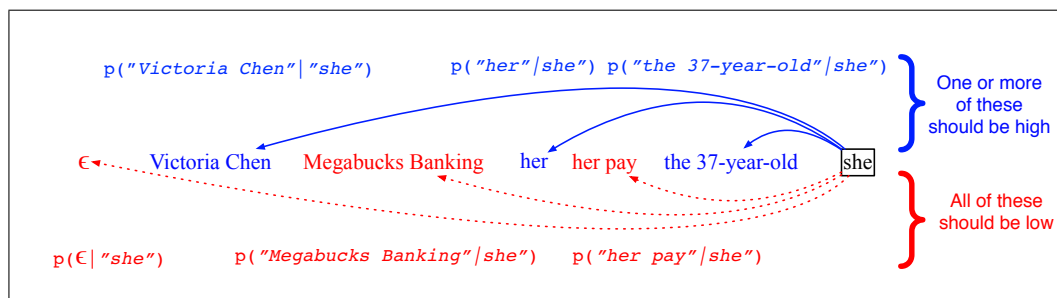 p("Victoria Chen"|"she") p("her"|she") p("the 37-year-old"|she")
One or more
of these
should be high
ϵ Victoria Chen Megabucks Banking her her pay the 37-year-old she
All of these
should be low
p(ϵ|"she") p("Megabucks Banking"|she") p("her pay"|she")